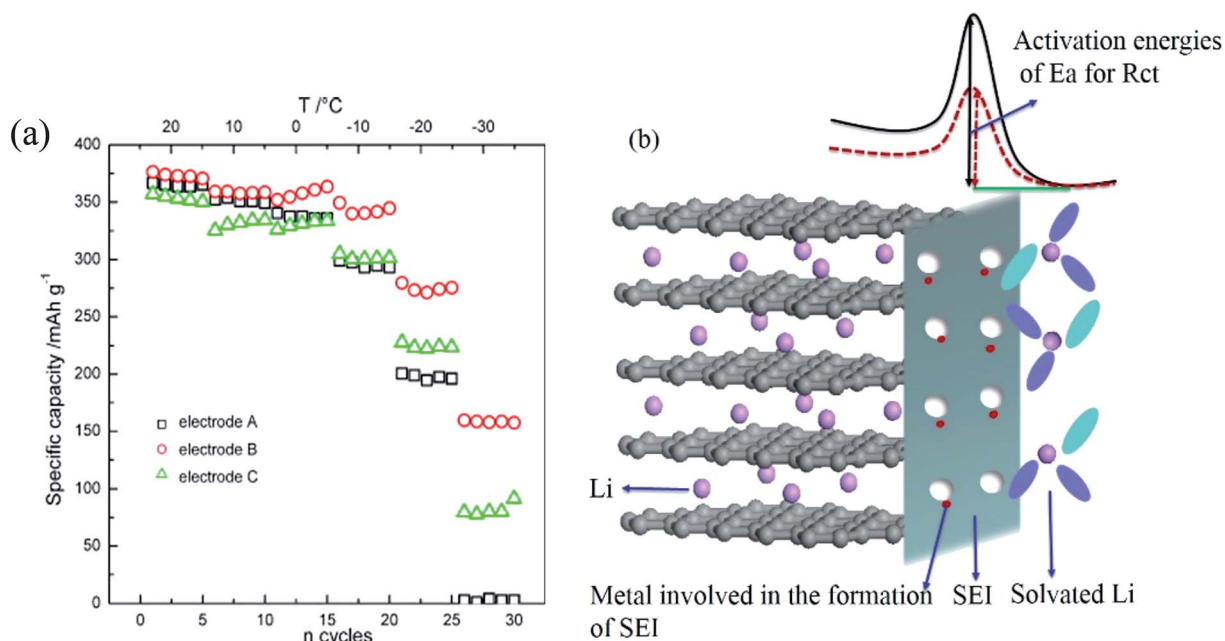 (a)
T /°C
20 10 0 -10 -20 -30
400
350
300
250
200
150
100
50
0
Specific capacity /mAh g⁻¹
electrode A
electrode B
electrode C
0 5 10 15 20 25 30
n cycles
(b)
Activation energies
of Ea for Rct
Li
Metal involved in the formation
of SEI
SEI
Solvated Li